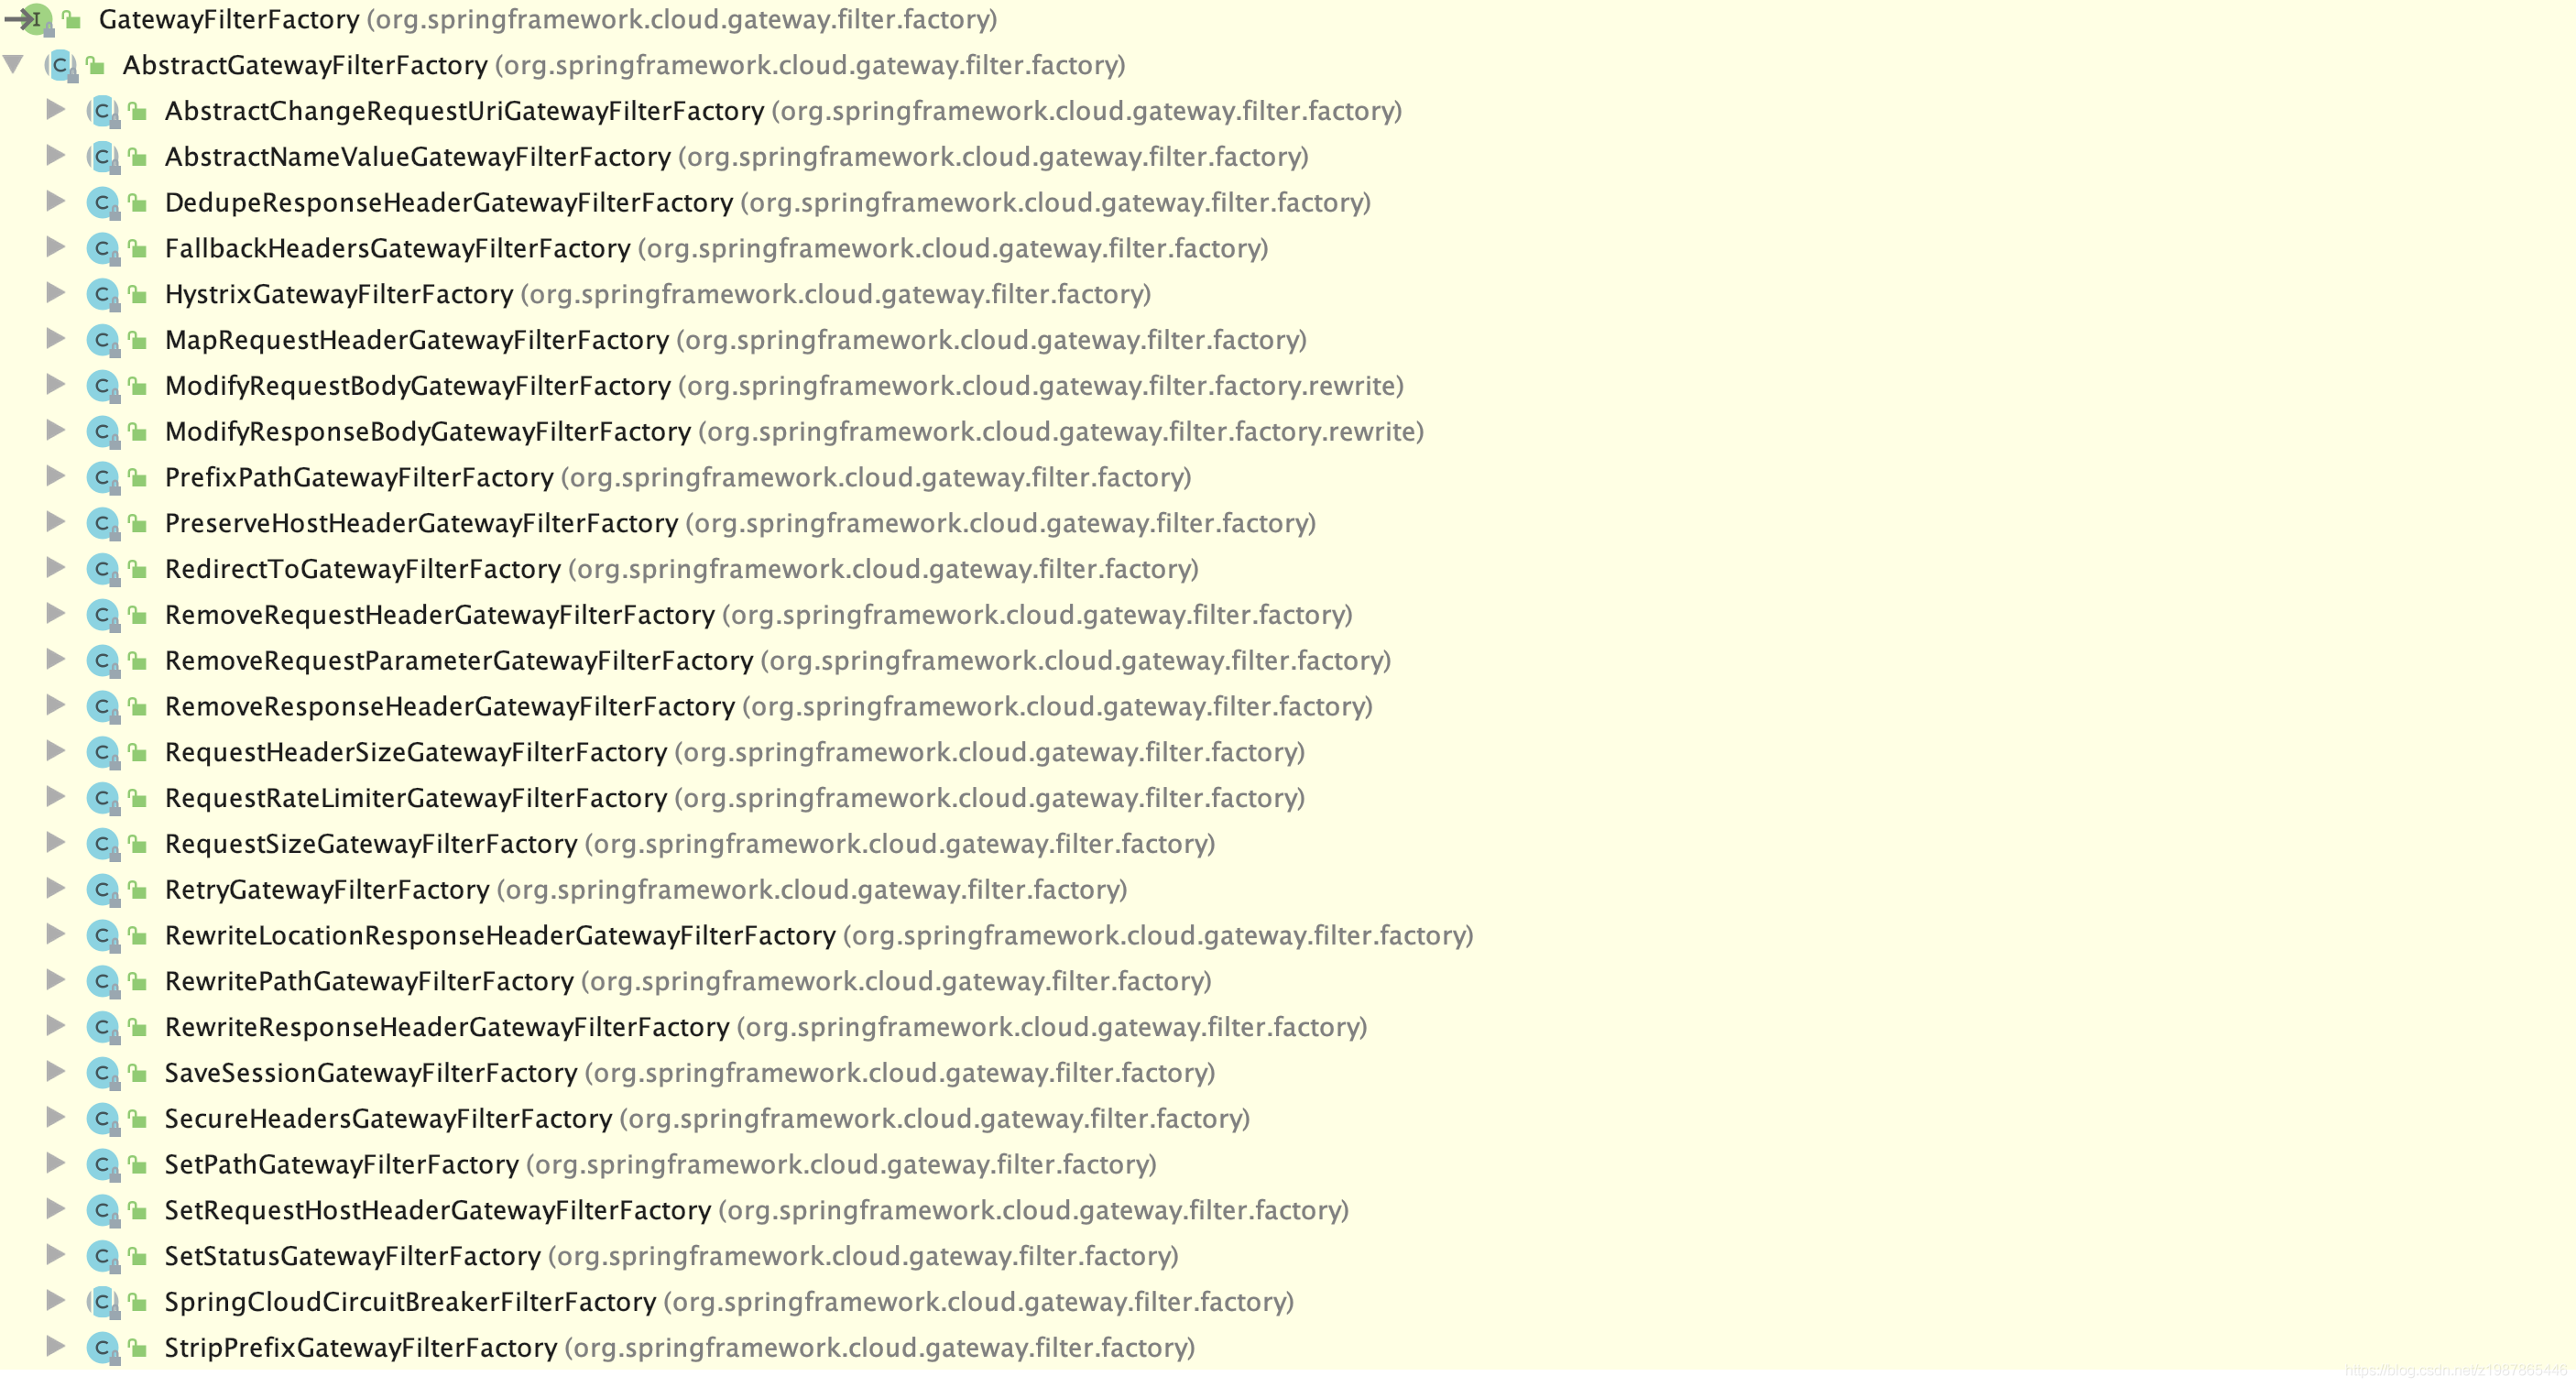 GatewayFilterFactory (org.springframework.cloud.gateway.filter.factory)
AbstractGatewayFilterFactory (org.springframework.cloud.gateway.filter.factory)
AbstractChangeRequestUriGatewayFilterFactory (org.springframework.cloud.gateway.filter.factory)
AbstractNameValueGatewayFilterFactory (org.springframework.cloud.gateway.filter.factory)
DedupeResponseHeaderGatewayFilterFactory (org.springframework.cloud.gateway.filter.factory)
FallbackHeadersGatewayFilterFactory (org.springframework.cloud.gateway.filter.factory)
HystrixGatewayFilterFactory (org.springframework.cloud.gateway.filter.factory)
MapRequestHeaderGatewayFilterFactory (org.springframework.cloud.gateway.filter.factory)
ModifyRequestBodyGatewayFilterFactory (org.springframework.cloud.gateway.filter.factory.rewrite)
ModifyResponseBodyGatewayFilterFactory (org.springframework.cloud.gateway.filter.factory.rewrite)
PrefixPathGatewayFilterFactory (org.springframework.cloud.gateway.filter.factory)
PreserveHostHeaderGatewayFilterFactory (org.springframework.cloud.gateway.filter.factory)
RedirectToGatewayFilterFactory (org.springframework.cloud.gateway.filter.factory)
RemoveRequestHeaderGatewayFilterFactory (org.springframework.cloud.gateway.filter.factory)
RemoveRequestParameterGatewayFilterFactory (org.springframework.cloud.gateway.filter.factory)
RemoveResponseHeaderGatewayFilterFactory (org.springframework.cloud.gateway.filter.factory)
RequestHeaderSizeGatewayFilterFactory (org.springframework.cloud.gateway.filter.factory)
RequestRateLimiterGatewayFilterFactory (org.springframework.cloud.gateway.filter.factory)
RequestSizeGatewayFilterFactory (org.springframework.cloud.gateway.filter.factory)
RetryGatewayFilterFactory (org.springframework.cloud.gateway.filter.factory)
RewriteLocationResponseHeaderGatewayFilterFactory (org.springframework.cloud.gateway.filter.factory)
RewritePathGatewayFilterFactory (org.springframework.cloud.gateway.filter.factory)
RewriteResponseHeaderGatewayFilterFactory (org.springframework.cloud.gateway.filter.factory)
SaveSessionGatewayFilterFactory (org.springframework.cloud.gateway.filter.factory)
SecureHeadersGatewayFilterFactory (org.springframework.cloud.gateway.filter.factory)
SetPathGatewayFilterFactory (org.springframework.cloud.gateway.filter.factory)
SetRequestHostHeaderGatewayFilterFactory (org.springframework.cloud.gateway.filter.factory)
SetStatusGatewayFilterFactory (org.springframework.cloud.gateway.filter.factory)
SpringCloudCircuitBreakerFilterFactory (org.springframework.cloud.gateway.filter.factory)
StripPrefixGatewayFilterFactory (org.springframework.cloud.gateway.filter.factory)
https://blog.csdn.net/z1987865446